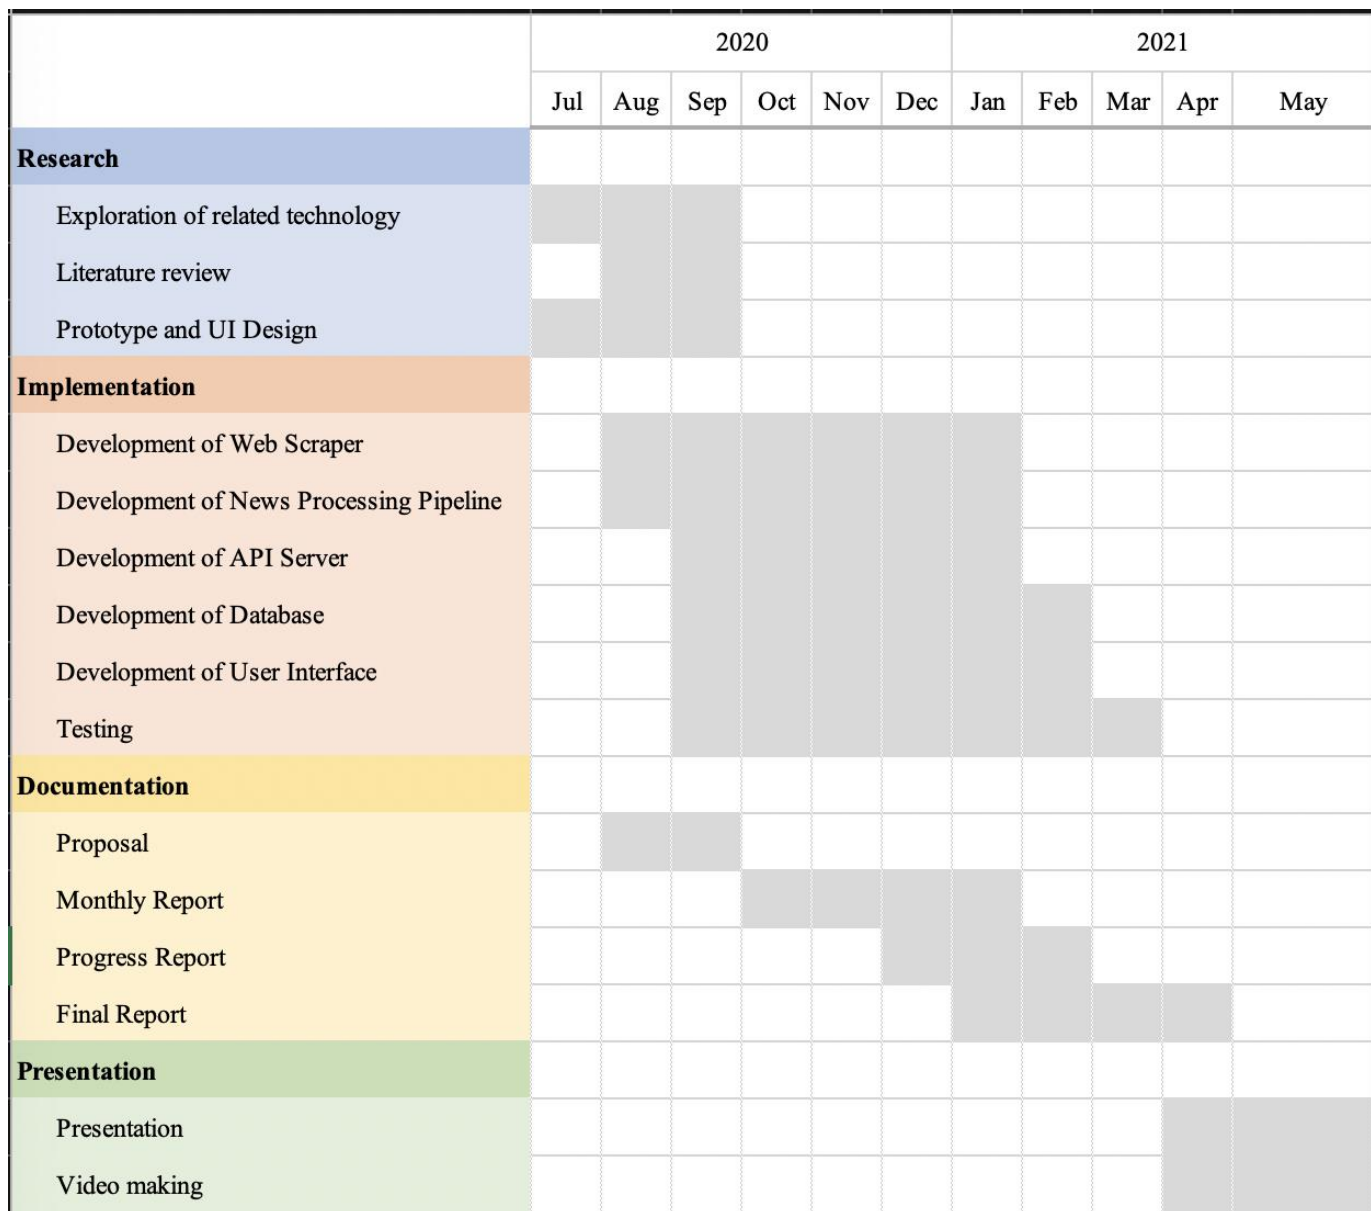 2020 2021
Jul Aug Sep Oct Nov Dec Jan Feb Mar Apr May
Research
Exploration of related technology
Literature review
Prototype and UI Design
Implementation
Development of Web Scraper
Development of News Processing Pipeline
Development of API Server
Development of Database
Development of User Interface
Testing
Documentation
Proposal
Monthly Report
Progress Report
Final Report
Presentation
Presentation
Video making